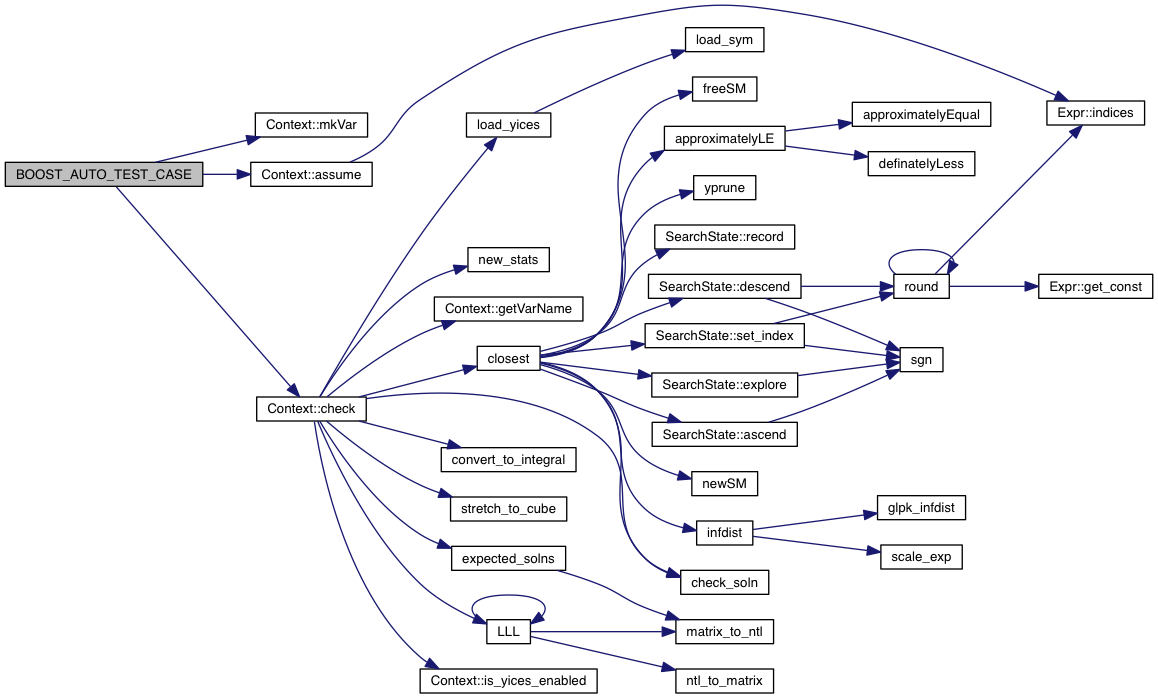 load_sym
freeSM
approximatelyEqual
Expr::indices
Context::mkVar
load_yices
approximatelyLE
definatelyLess
BOOST_AUTO_TEST_CASE
Context::assume
yprune
SearchState::record
new_stats
SearchState::descend
round
Expr::get_const
Context::getVarName
SearchState::set_index
closest
sgn
SearchState::explore
Context::check
SearchState::ascend
convert_to_integral
newSM
stretch_to_cube
glpk_infdist
infdist
expected_solns
scale_exp
check_soln
LLL
matrix_to_ntl
Context::is_yices_enabled
ntl_to_matrix